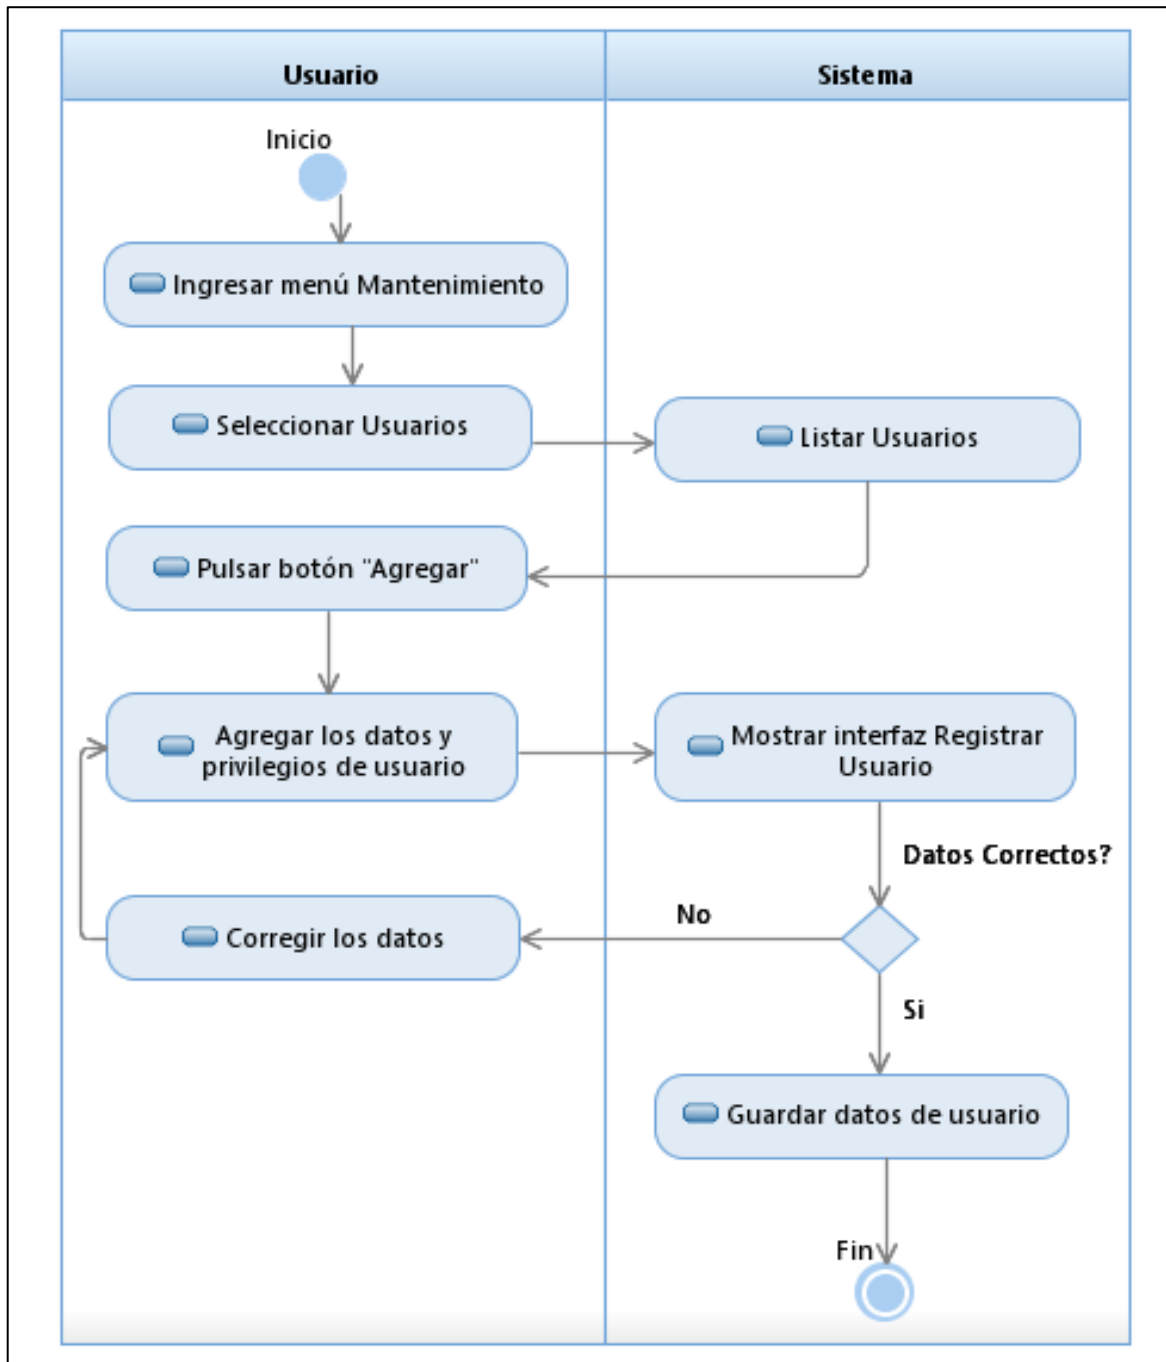 Usuario
Sistema
Inicio
Ingresar menú Mantenimiento
Seleccionar Usuarios
Listar Usuarios
Pulsar botón "Agregar"
Agregar los datos y
privilegios de usuario
Mostrar interfaz Registrar
Usuario
Datos Correctos?
No
Corregir los datos
Si
Guardar datos de usuario
Fin